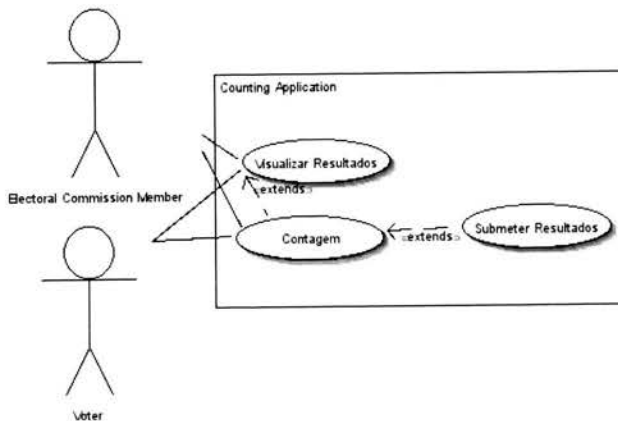 Counting Application
Visualizar Resultados
«extends»
Electoral Commission Member
Contagem
«extends»
Submeter Resultados
Voter